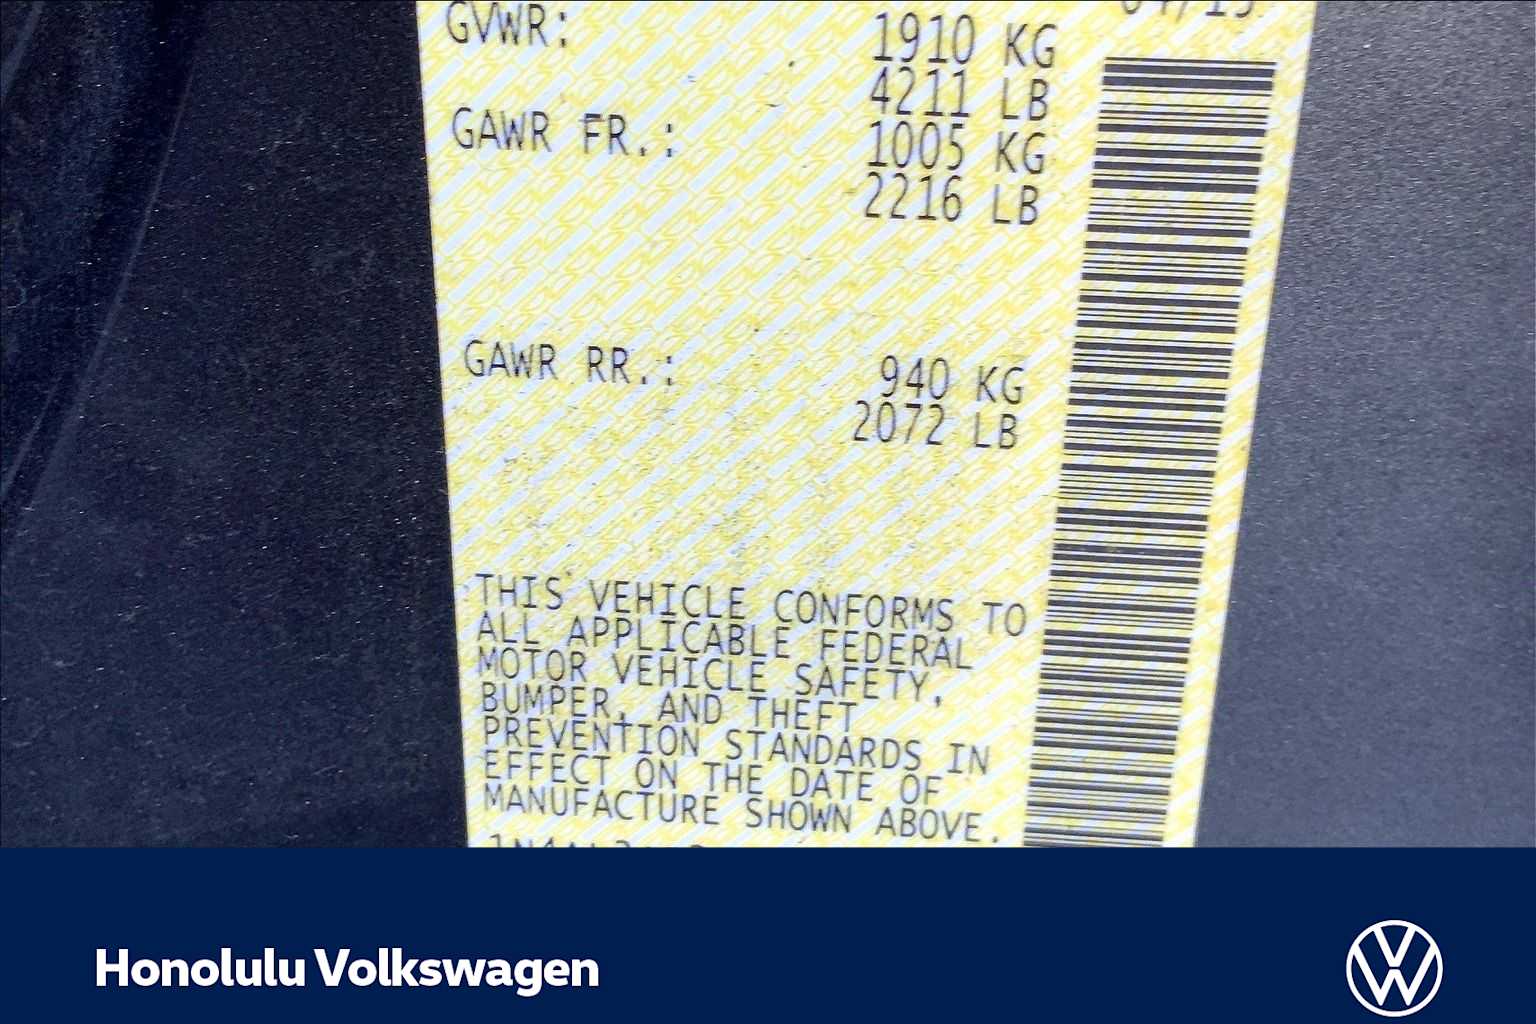 GVWR: 1910 KG
4211 LB
GAWR FR.: 1005 KG
2216 LB
GAWR RR.: 940 KG
2072 LB
THIS VEHICLE CONFORMS TO
ALL APPLICABLE FEDERAL
MOTOR VEHICLE SAFETY,
BUMPER, AND THEFT
PREVENTION STANDARDS IN
EFFECT ON THE DATE OF
MANUFACTURE SHOWN ABOVE.
Honolulu Volkswagen